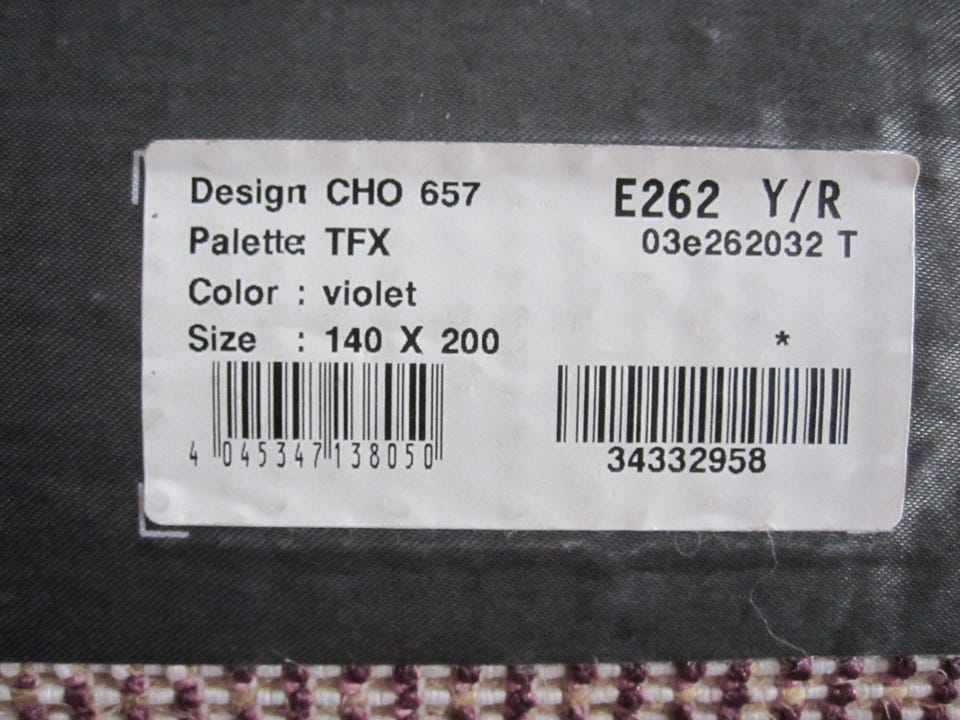 Design: CHO 657
Palette: TFX
Color : violet
Size : 140 X 200
4 045347 138050
E262 Y/R
03e262032 T
*
34332958